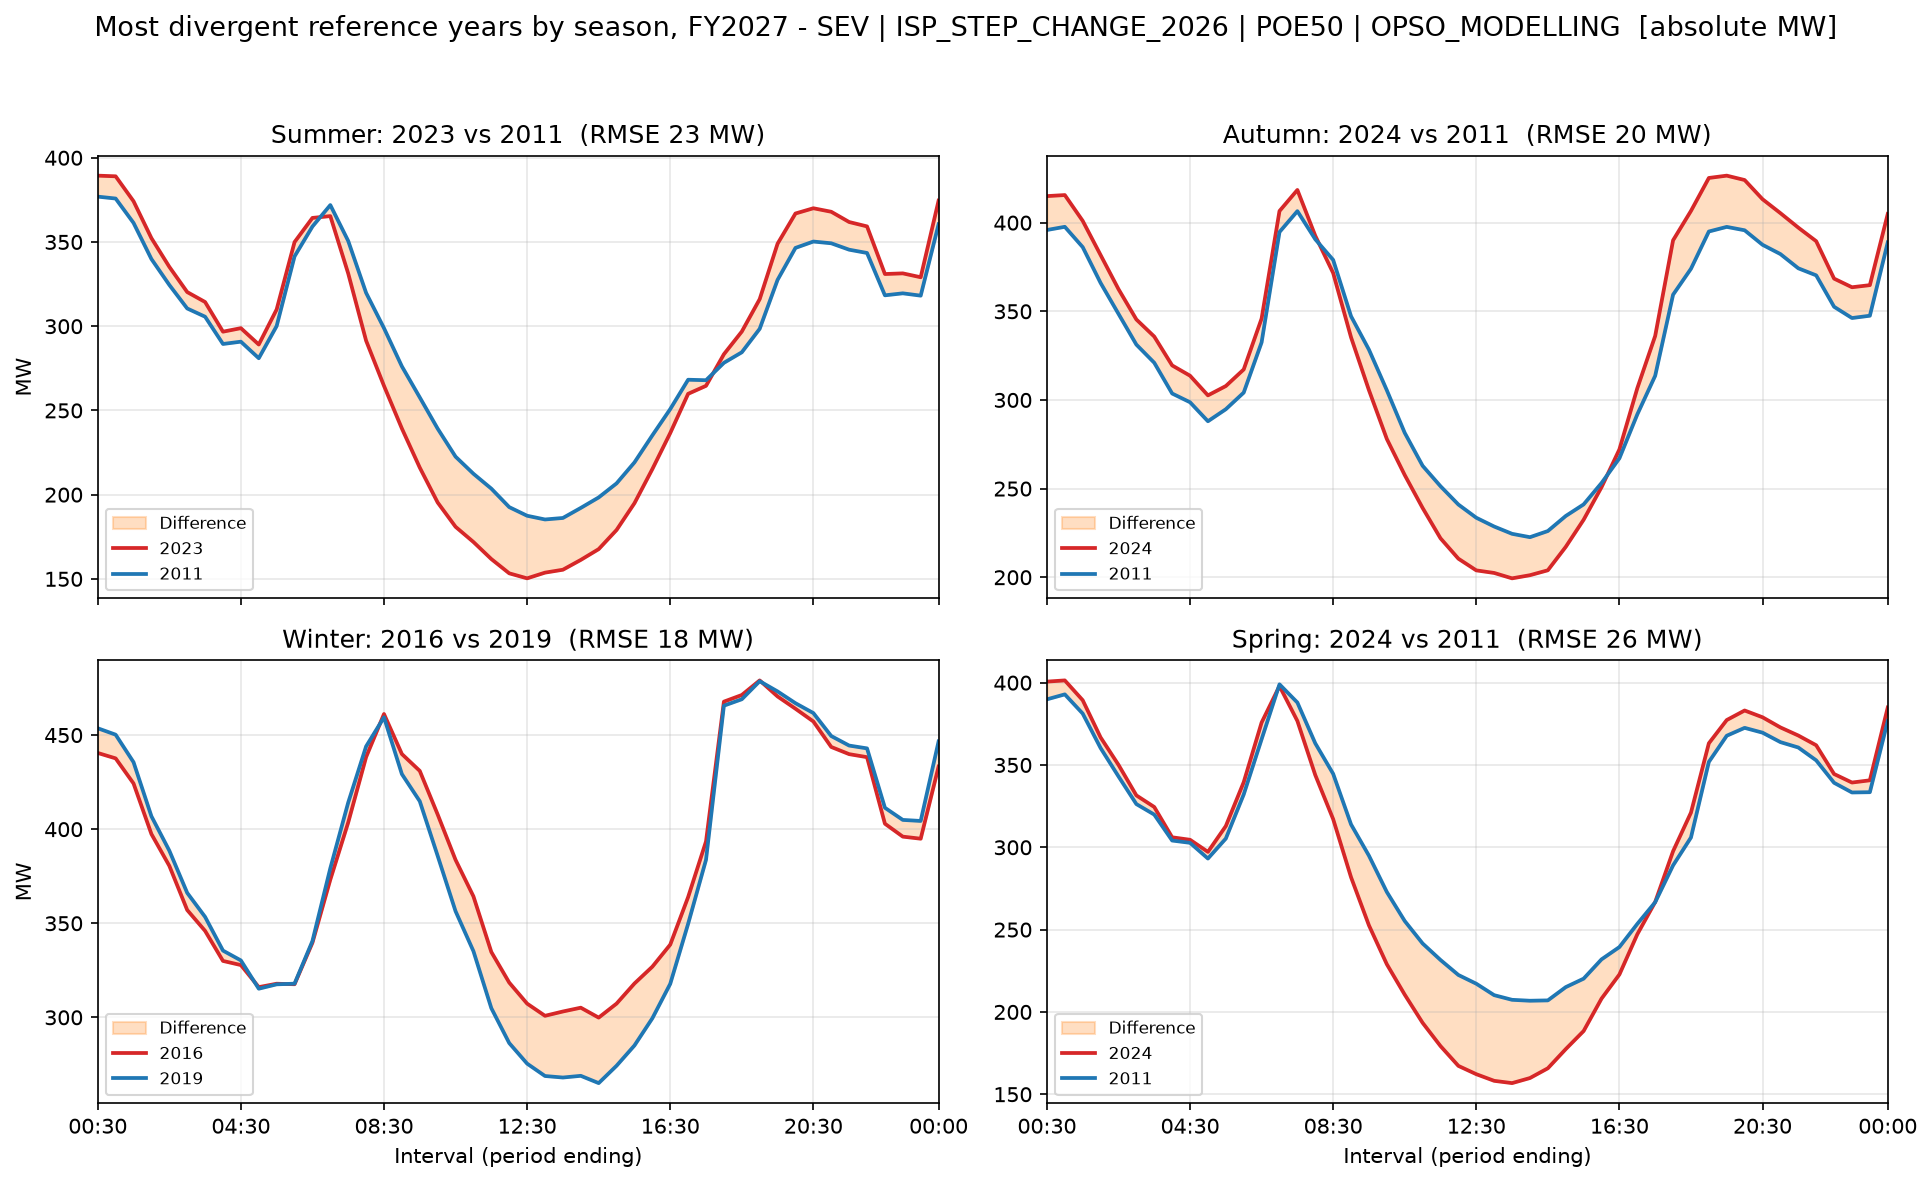 Most divergent reference years by season, FY2027 - SEV | ISP_STEP_CHANGE_2026 | POE50 | OPSO_MODELLING  [absolute MW]
Summer: 2023 vs 2011  (RMSE 23 MW)
400
350
300
250
200
150
MW
Difference
2023
2011
Autumn: 2024 vs 2011  (RMSE 20 MW)
400
350
300
250
200
Difference
2024
2011
Winter: 2016 vs 2019  (RMSE 18 MW)
450
400
350
300
MW
Difference
2016
2019
00:30 04:30 08:30 12:30 16:30 20:30 00:00
Interval (period ending)
Spring: 2024 vs 2011  (RMSE 26 MW)
400
350
300
250
200
150
Difference
2024
2011
00:30 04:30 08:30 12:30 16:30 20:30 00:00
Interval (period ending)